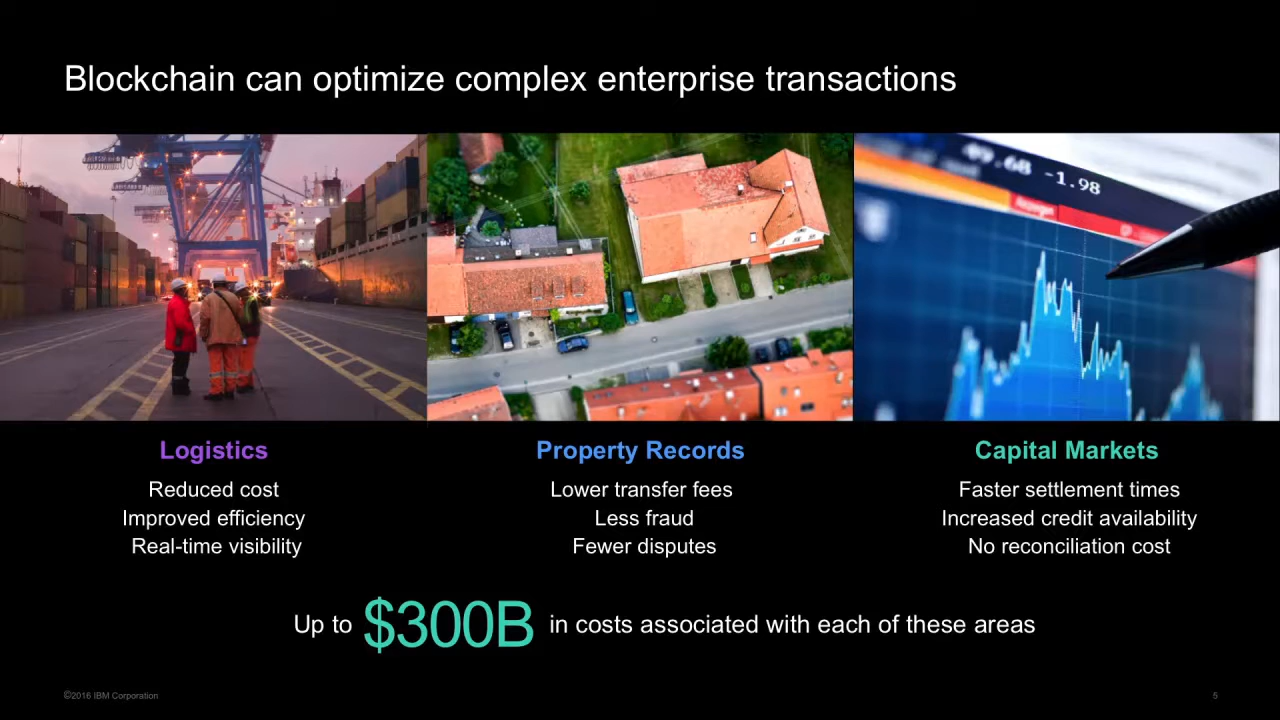 Blockchain can optimize complex enterprise transactions
-1.98
Logistics
Reduced cost
Improved efficiency
Real-time visibility
Property Records
Lower transfer fees
Less fraud
Fewer disputes
Capital Markets
Faster settlement times
Increased credit availability
No reconciliation cost
Up to $300B in costs associated with each of these areas
©2016 IBM Corporation
5